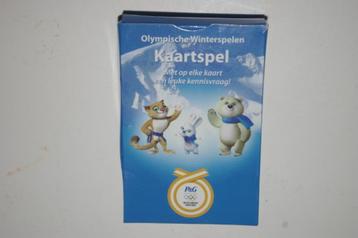 Olympische Winterspelen
Kaartspel
Met op elke kaart
een leuke kennisvraag!
P&G